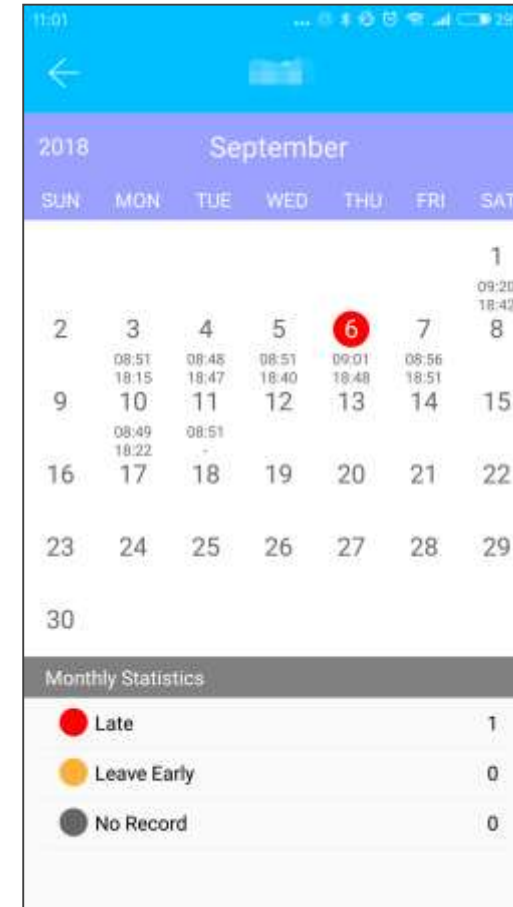 11:01 ... 29
2018 September
SUN MON TUE WED THU FRI SAT
1
09:20
18:42
2 3 4 5 6 7 8
08:51 08:48 08:51 09:01 08:56
18:15 18:47 18:40 18:48 18:51
9 10 11 12 13 14 15
08:49 08:51
18:22 -
16 17 18 19 20 21 22
23 24 25 26 27 28 29
30
Monthly Statistics
Late 1
Leave Early 0
No Record 0